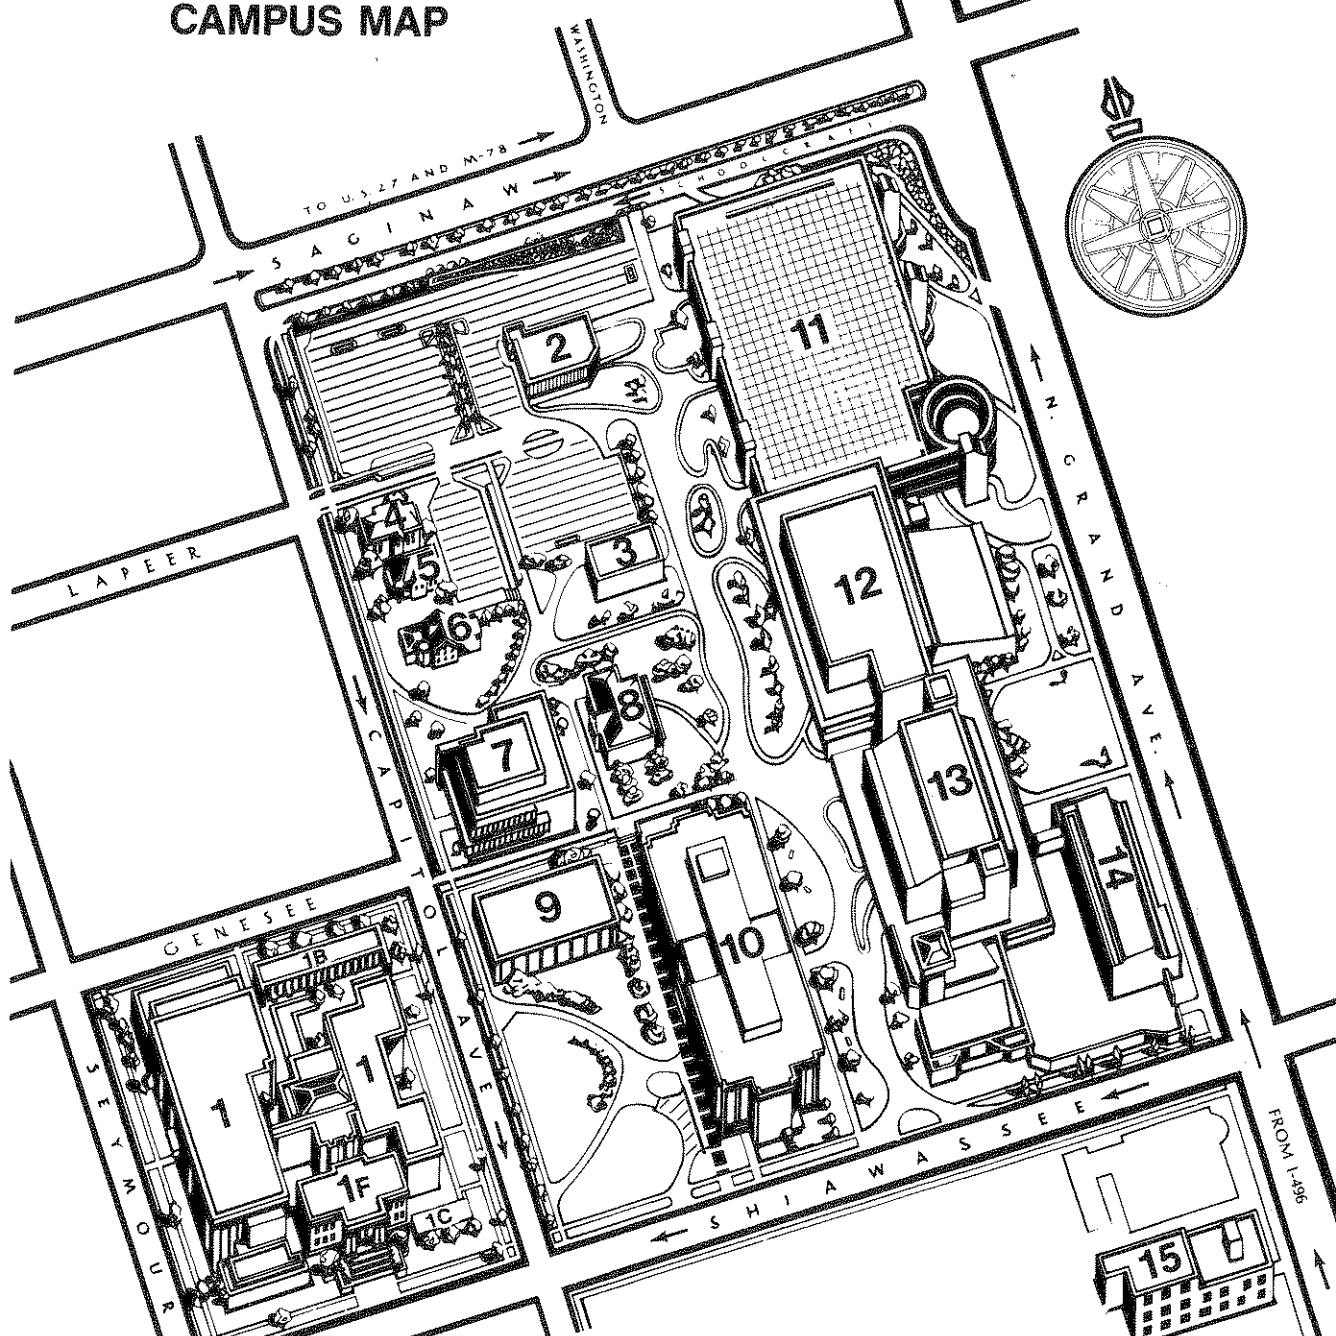 CAMPUS MAP
WASHINGTON
TO U.S. 27 AND M-78
SAGINAW
SCHOOLCRAFT
11
2
N. GRAND AVE.
4
5
3
LAPEER
12
6
8
7
13
CAPITOL AVE
14
9
10
GENESEE
1B
1
1
SEYMOUR
1F
1C
SHIAWASSEE
FROM I-496
15